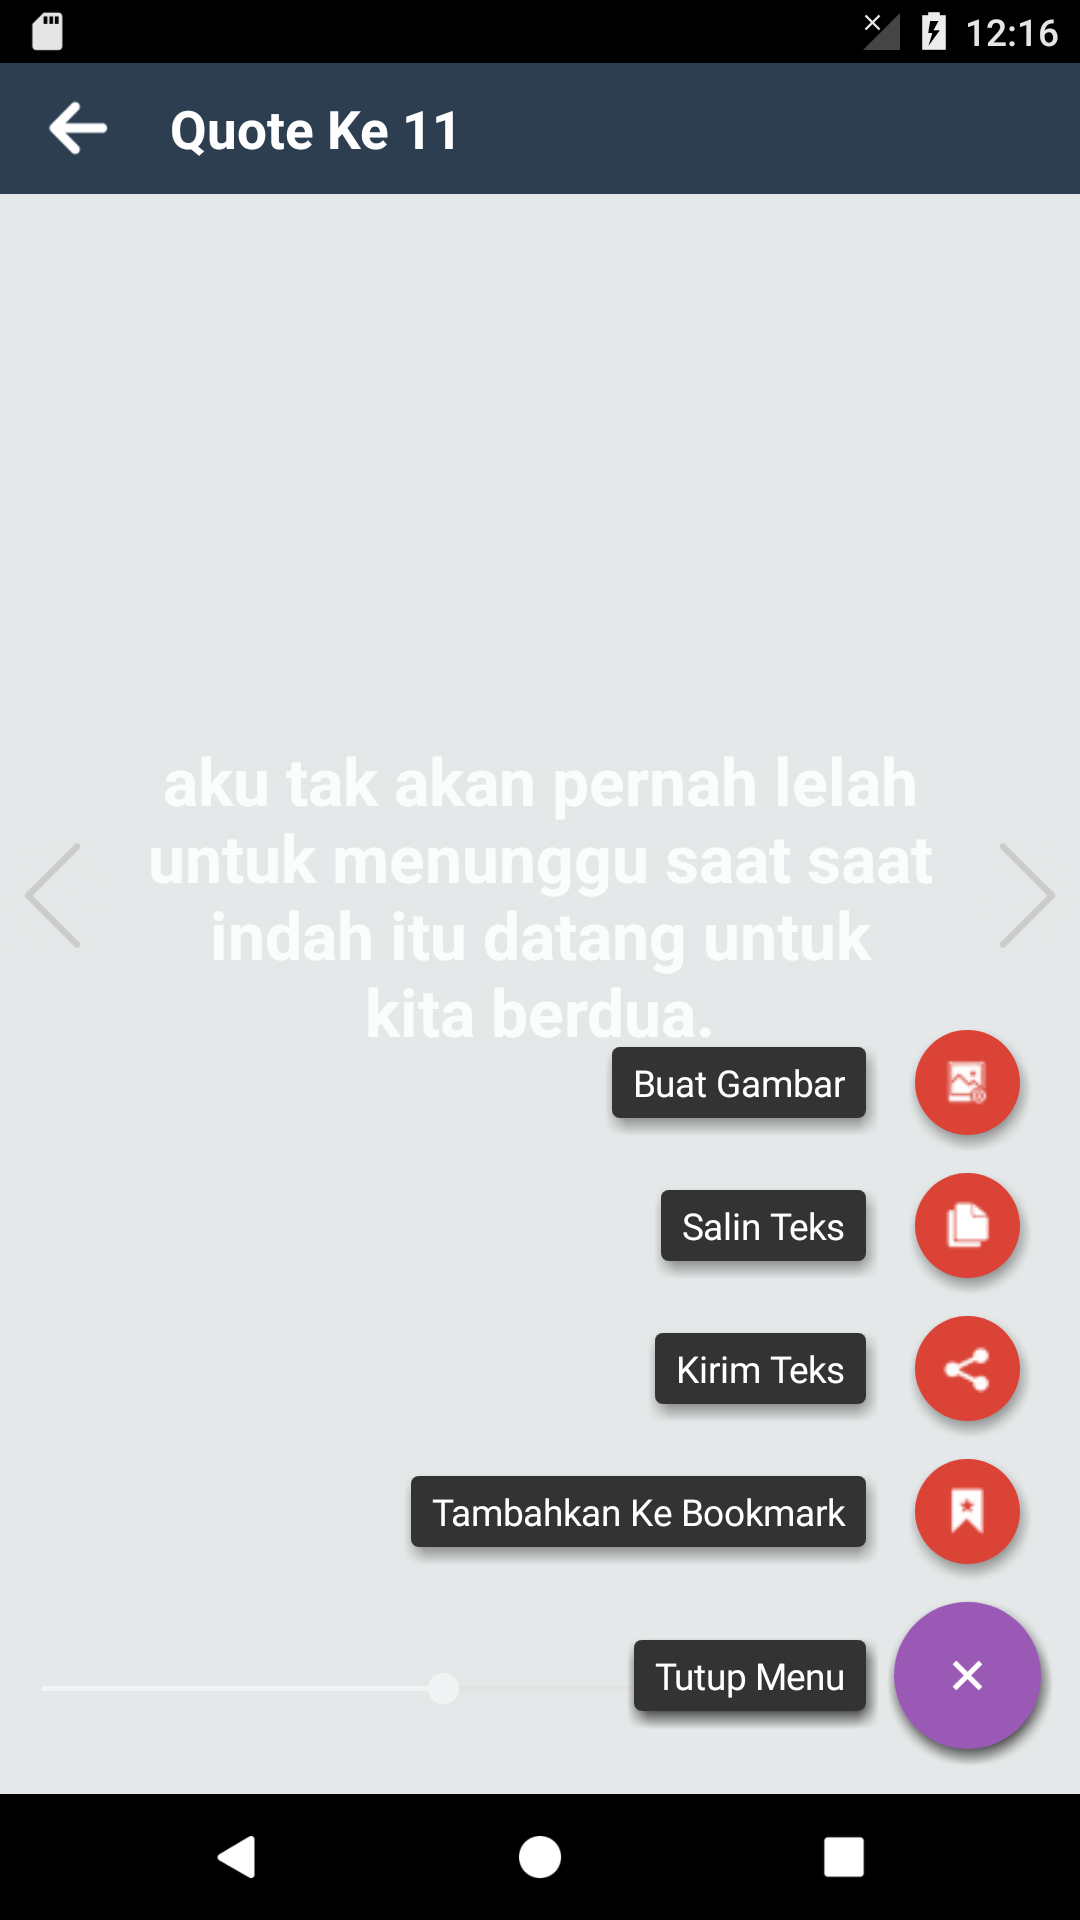 12:16
Quote Ke 11
aku tak akan pernah lelah
untuk menunggu saat saat
indah itu datang untuk
kita berdua.
Buat Gambar
Salin Teks
Kirim Teks
Tambahkan Ke Bookmark
Tutup Menu